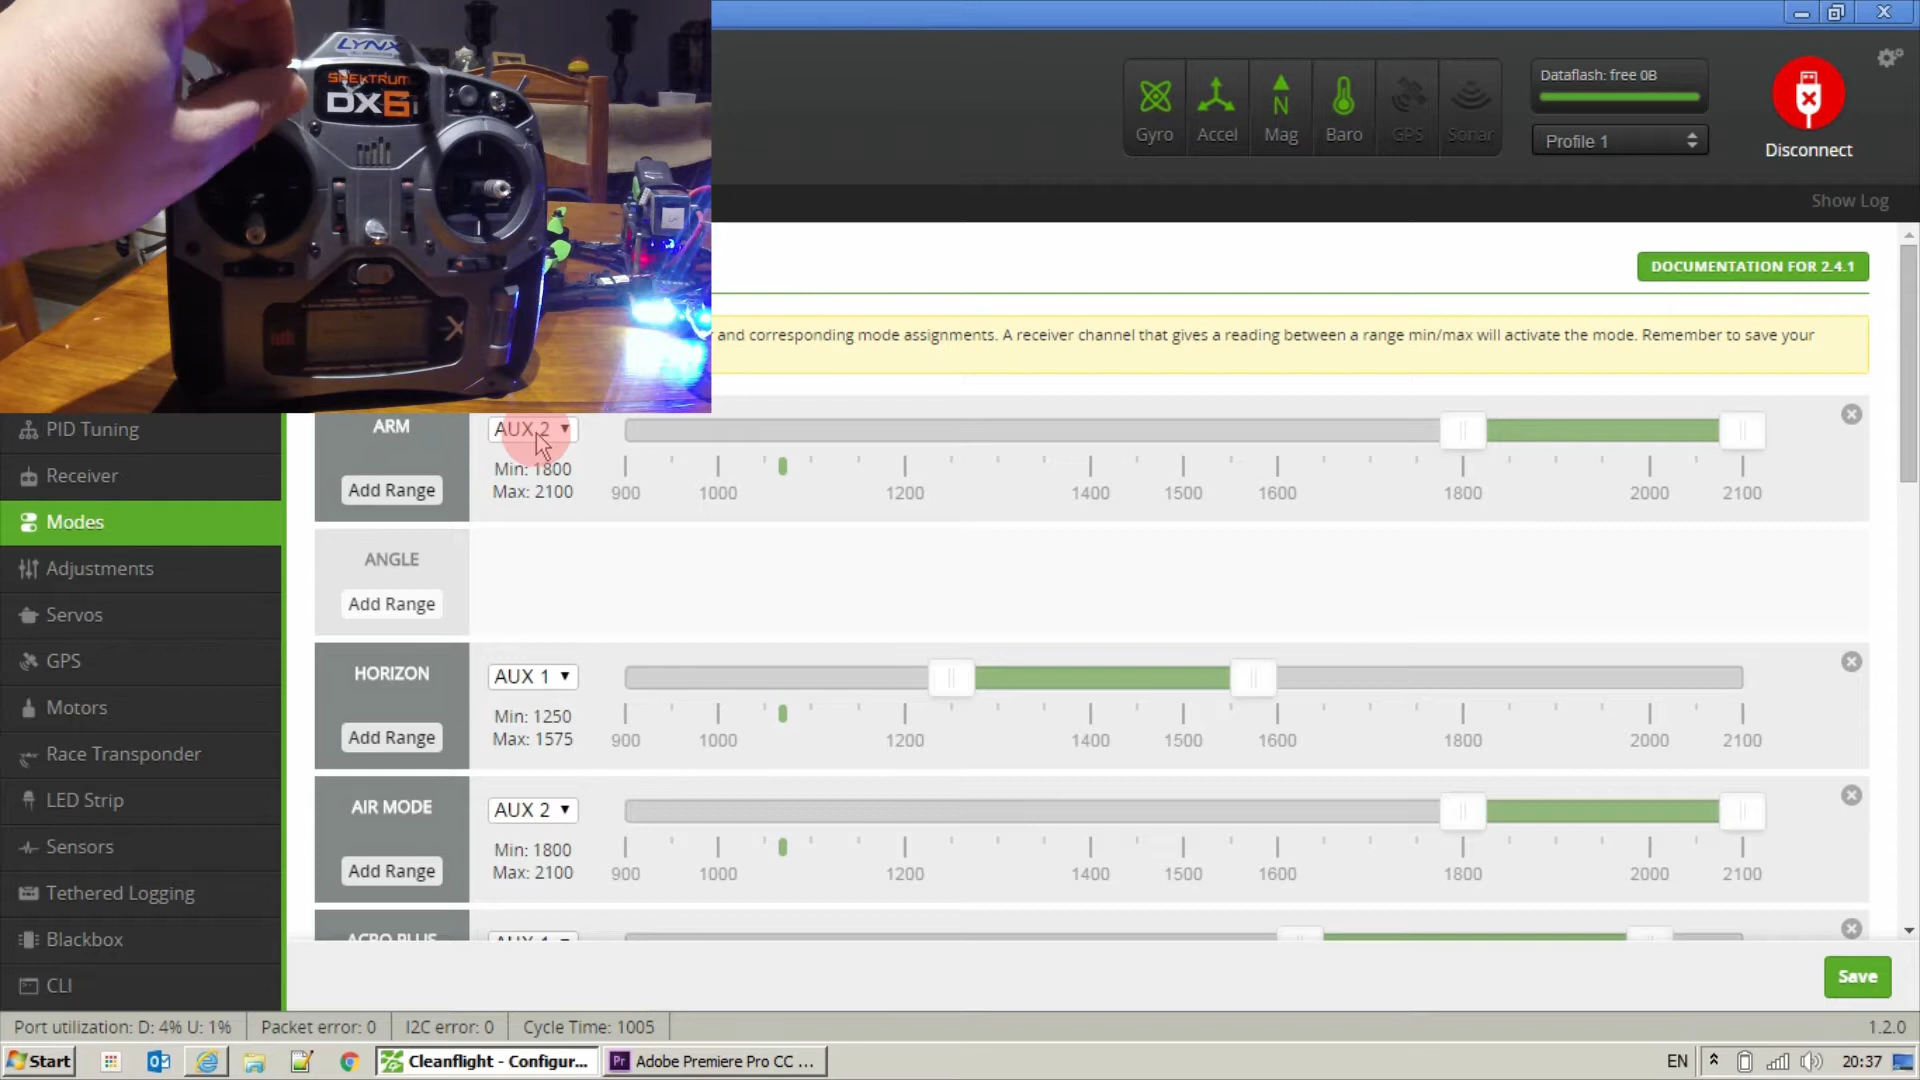 LYNX
SPEKTRUM
DX6i
Gyro
Accel
Mag
Baro
GPS
Sonar
Dataflash: free 0B
Profile 1
Disconnect
Show Log
DOCUMENTATION FOR 2.4.1
and corresponding mode assignments. A receiver channel that gives a reading between a range min/max will activate the mode. Remember to save your
PID Tuning
Receiver
Modes
Adjustments
Servos
GPS
Motors
Race Transponder
LED Strip
Sensors
Tethered Logging
Blackbox
CLI
ARM
Add Range
AUX 2
Min: 1800
Max: 2100
900 1000 1200 1400 1500 1600 1800 2000 2100
ANGLE
Add Range
HORIZON
Add Range
AUX 1
Min: 1250
Max: 1575
900 1000 1200 1400 1500 1600 1800 2000 2100
AIR MODE
Add Range
AUX 2
Min: 1800
Max: 2100
900 1000 1200 1400 1500 1600 1800 2000 2100
ACRO PLUS
AUX 1
Save
Port utilization: D: 4% U: 1% Packet error: 0 I2C error: 0 Cycle Time: 1005 1.2.0
Start Cleanflight - Configur... Adobe Premiere Pro CC ... EN 20:37